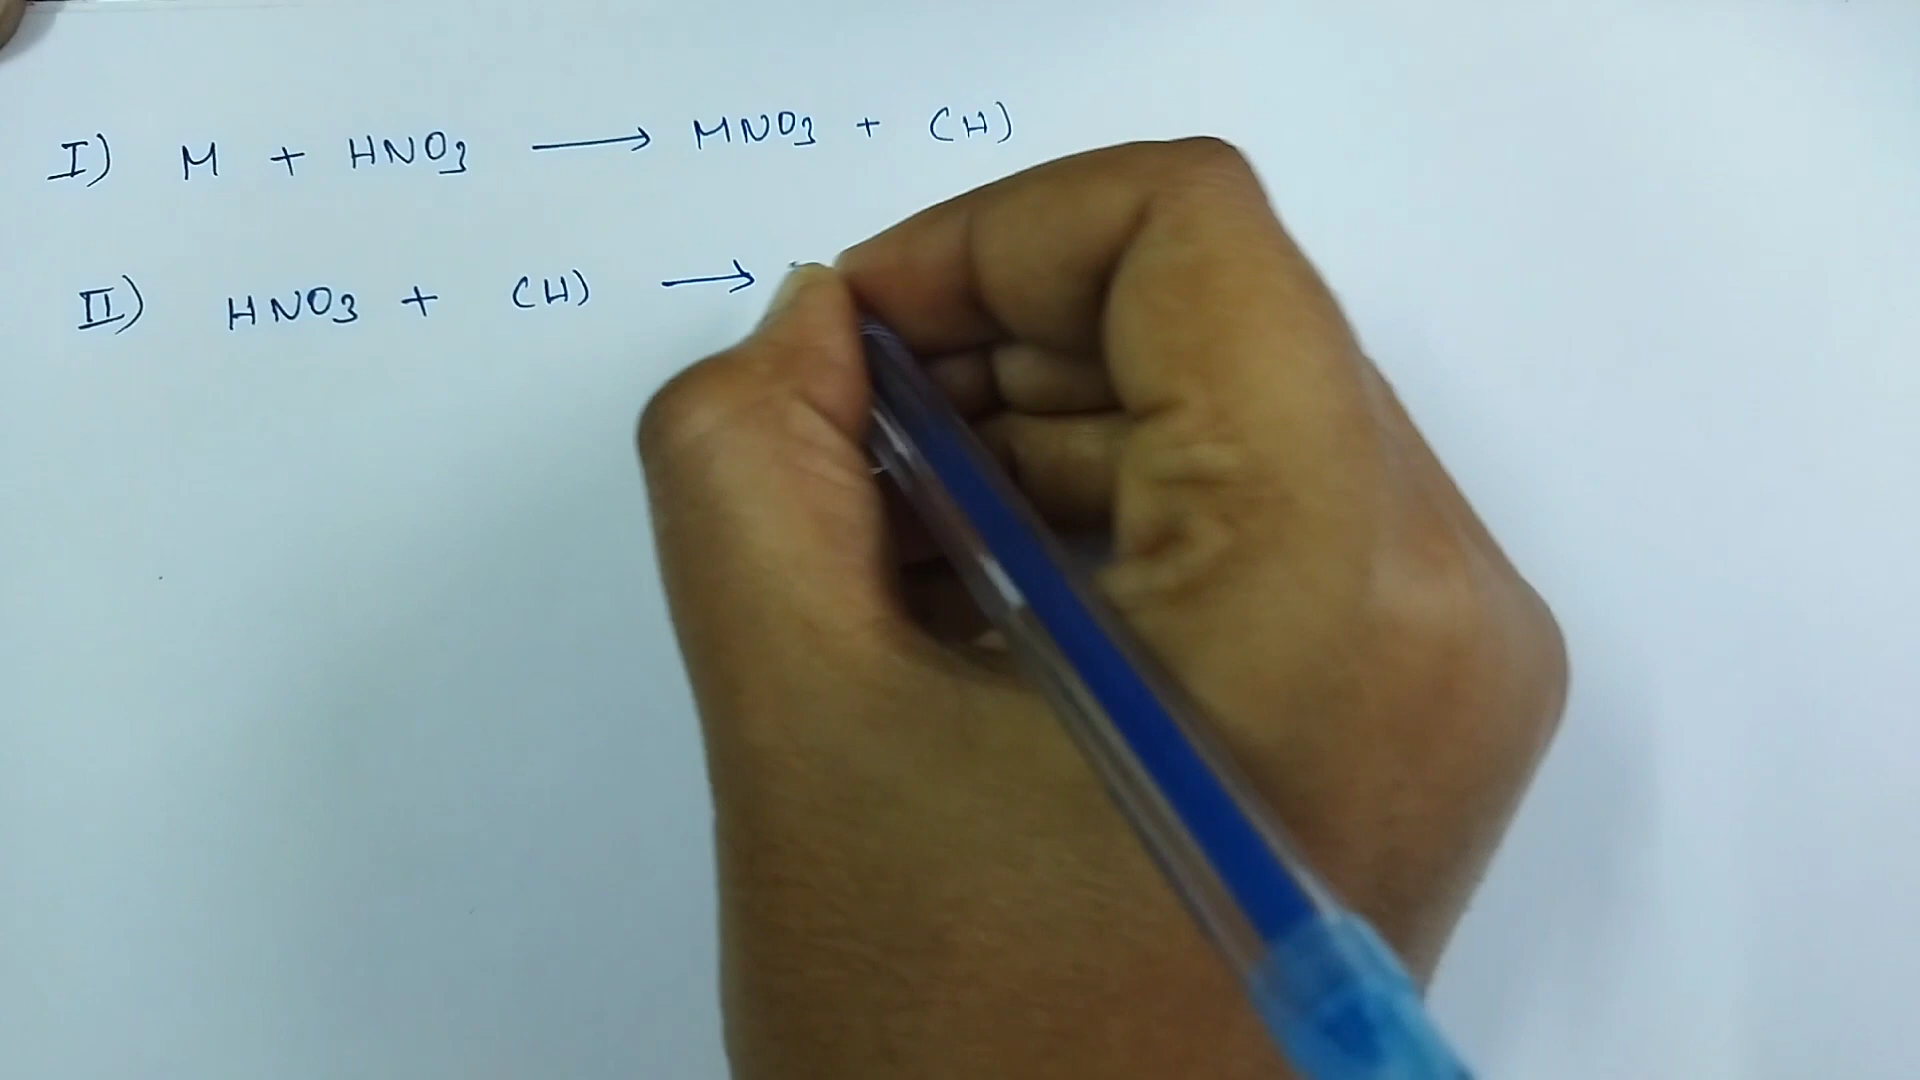 I) M + HNO3 ⟶ MNO3 + (H)
II) HNO3 + (H) ⟶